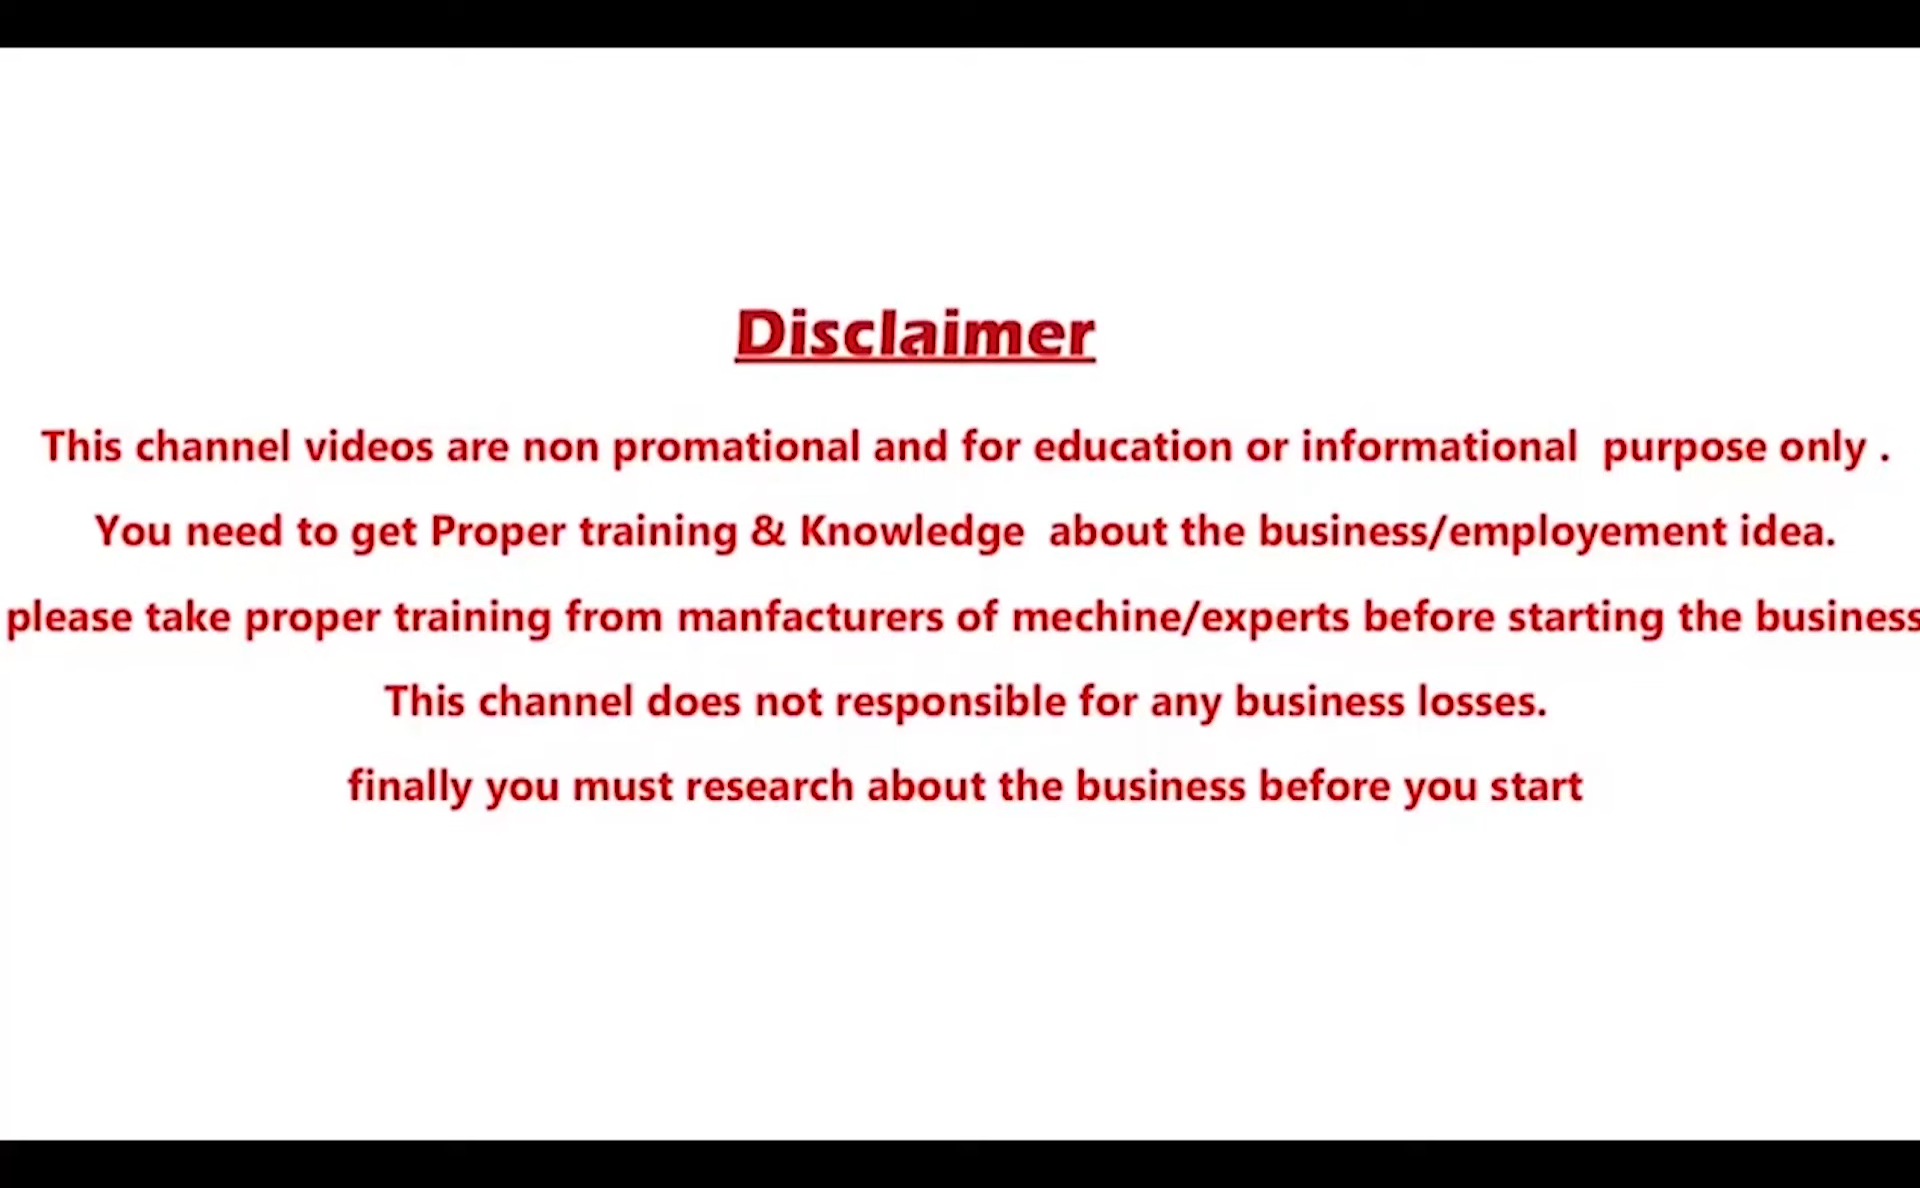 Disclaimer
This channel videos are non promational and for education or informational purpose only .
You need to get Proper training & Knowledge about the business/employement idea.
please take proper training from manfacturers of mechine/experts before starting the business
This channel does not responsible for any business losses.
finally you must research about the business before you start